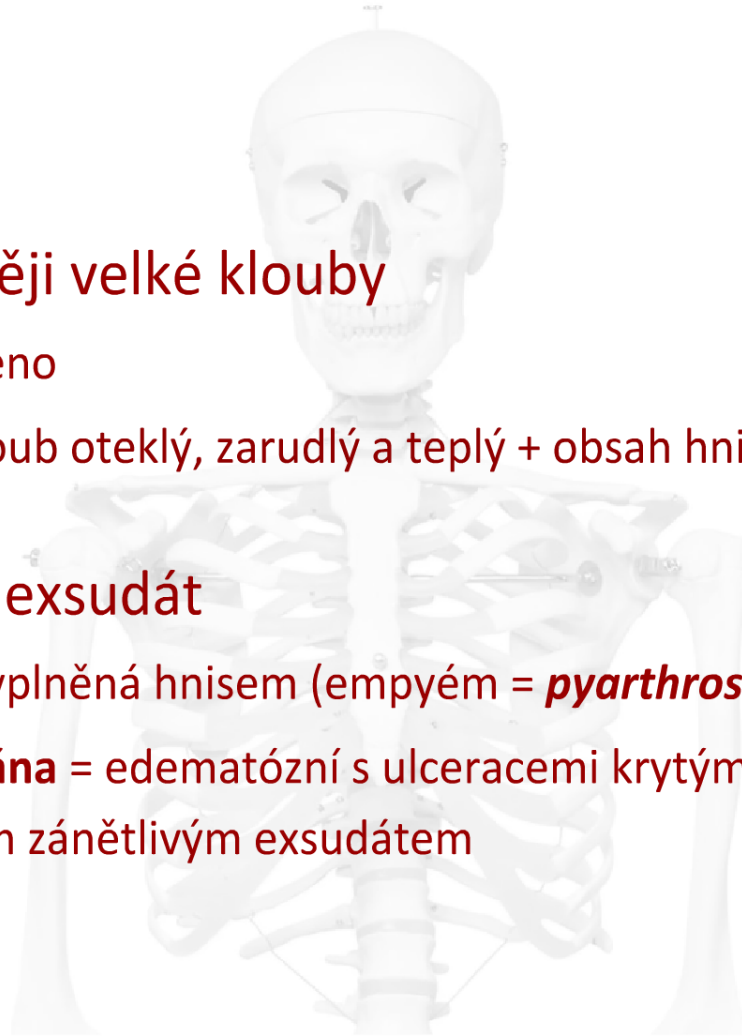 ěji velké klouby
eno
oub oteklý, zarudlý a teplý + obsah hni
exsudát
yplněná hnisem (empyém = pyarthros
ána = edematózní s ulceracemi krytým
zánětlivým exsudátem